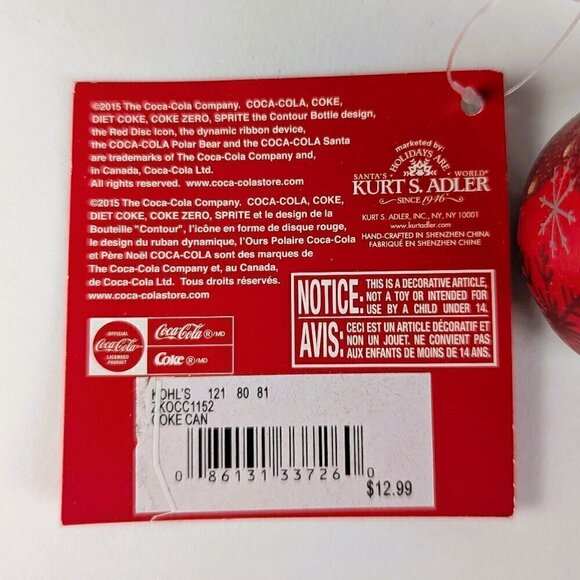 ©2015 The Coca-Cola Company. COCA-COLA, COKE,
DIET COKE, COKE ZERO, SPRITE the Contour Bottle design,
the Red Disc Icon, the dynamic ribbon device,
the COCA-COLA Polar Bear and the COCA-COLA Santa
are trademarks of The Coca-Cola Company and,
in Canada, Coca-Cola Ltd.
All rights reserved. www.coca-colastore.com
©2015 The Coca-Cola Company. COCA-COLA, COKE,
DIET COKE, COKE ZERO, SPRITE et le design de la
Bouteille "Contour", l'icône en forme de disque rouge,
le design du ruban dynamique, l'Ours Polaire Coca-Cola
et Père Noël COCA-COLA sont des marques de
The Coca-Cola Company et, au Canada,
de Coca-Cola Ltd. Tous droits réservés.
www.coca-colastore.com
marketed by:
HOLIDAYS ARE
SANTA'S WORLD®
KURT S. ADLER
SINCE 1946
KURT S. ADLER, INC., NY, NY 10001
www.kurtadler.com
HAND-CRAFTED IN SHENZHEN CHINA
FABRIQUÉ EN SHENZHEN CHINE
NOTICE: THIS IS A DECORATIVE ARTICLE,
NOT A TOY OR INTENDED FOR
USE BY A CHILD UNDER 14.
AVIS: CECI EST UN ARTICLE DÉCORATIF ET
NON UN JOUET. NE CONVIENT PAS
AUX ENFANTS DE MOINS DE 14 ANS.
OFFICIAL
Coca-Cola
LICENSED
PRODUCT
Coca-Cola ®/MD
Coke ®/MD
KOHL'S 121 80 81
ZKOCC1152
COKE CAN
0 86131 33726 0
$12.99